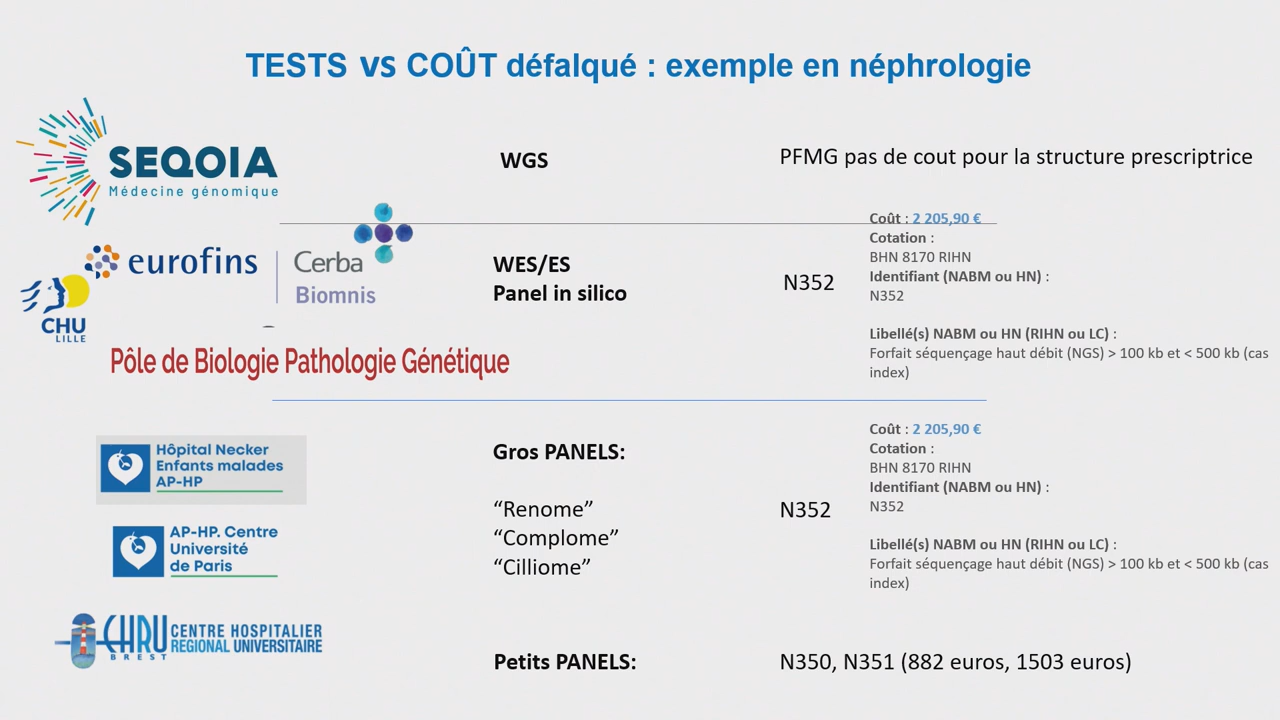 TESTS vs COÛT défalqué : exemple en néphrologie
SEQOIA
Médecine génomique
WGS
PFMG pas de cout pour la structure prescriptrice
eurofins
Cerba
Biomnis
CHU
LILLE
Pôle de Biologie Pathologie Génétique
WES/ES
Panel in silico
N352
Coût : 2 205,90 €
Cotation :
BHN 8170 RIHN
Identifiant (NABM ou HN) :
N352
Libellé(s) NABM ou HN (RIHN ou LC) :
Forfait séquençage haut débit (NGS) > 100 kb et < 500 kb (cas
index)
Hôpital Necker
Enfants malades
AP-HP
AP-HP. Centre
Université
de Paris
Gros PANELS:
“Renome”
“Complome”
“Cilliome”
N352
Coût : 2 205,90 €
Cotation :
BHN 8170 RIHN
Identifiant (NABM ou HN) :
N352
Libellé(s) NABM ou HN (RIHN ou LC) :
Forfait séquençage haut débit (NGS) > 100 kb et < 500 kb (cas
index)
CHRU
BREST
CENTRE HOSPITALIER
REGIONAL UNIVERSITAIRE
Petits PANELS:
N350, N351 (882 euros, 1503 euros)